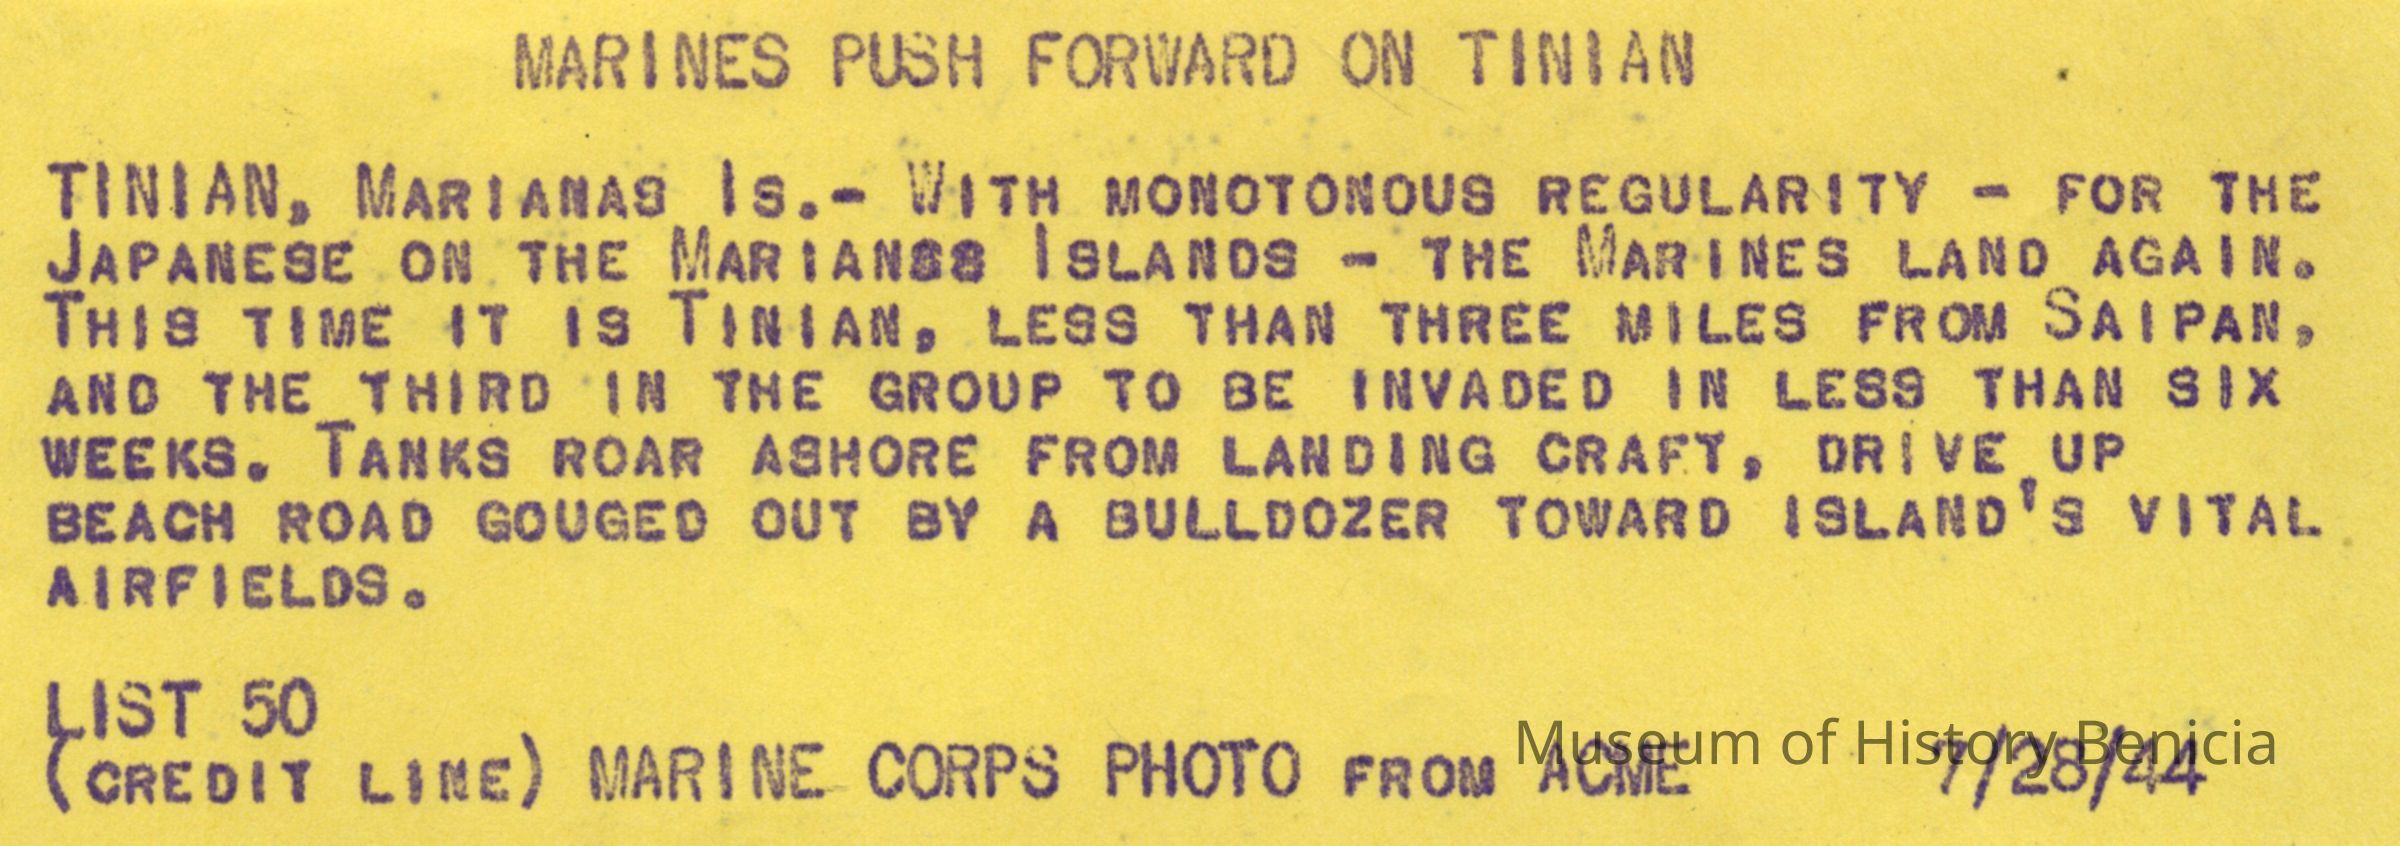 MARINES PUSH FORWARD ON TINIAN
TINIAN, MARIANAS IS.- WITH MONOTONOUS REGULARITY - FOR THE
JAPANESE ON THE MARIANSS ISLANDS - THE MARINES LAND AGAIN.
THIS TIME IT IS TINIAN, LESS THAN THREE MILES FROM SAIPAN,
AND THE THIRD IN THE GROUP TO BE INVADED IN LESS THAN SIX
WEEKS. TANKS ROAR ASHORE FROM LANDING CRAFT, DRIVE UP
BEACH ROAD GOUGED OUT BY A BULLDOZER TOWARD ISLAND'S VITAL
AIRFIELDS.
LIST 50
(CREDIT LINE) MARINE CORPS PHOTO FROM ACME 7/28/44
Museum of History Benicia